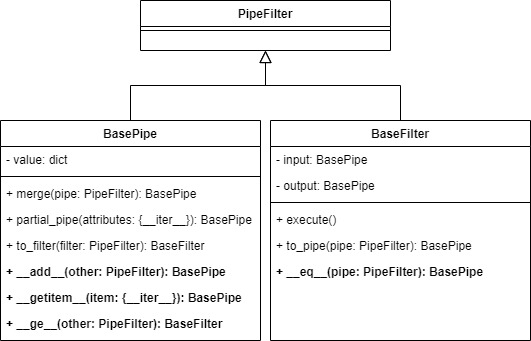 PipeFilter
BasePipe
- value: dict
+ merge(pipe: PipeFilter): BasePipe
+ partial_pipe(attributes: {__iter__}): BasePipe
+ to_filter(filter: PipeFilter): BaseFilter
+ __add__(other: PipeFilter): BasePipe
+ __getitem__(item: {__iter__}): BasePipe
+ __ge__(other: PipeFilter): BaseFilter
BaseFilter
- input: BasePipe
- output: BasePipe
+ execute()
+ to_pipe(pipe: PipeFilter): BasePipe
+ __eq__(pipe: PipeFilter): BasePipe